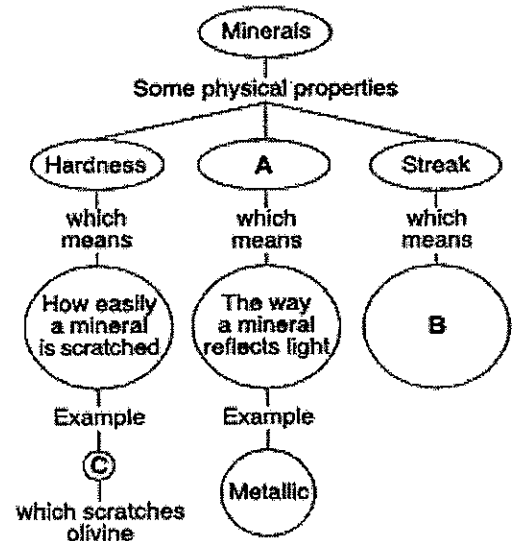 Minerals
Some physical properties
Hardness
A
Streak
which
means
which
means
which
means
How easily
a mineral
is scratched
The way
a mineral
reflects light
B
Example
Example
C
Metallic
which scratches
olivine